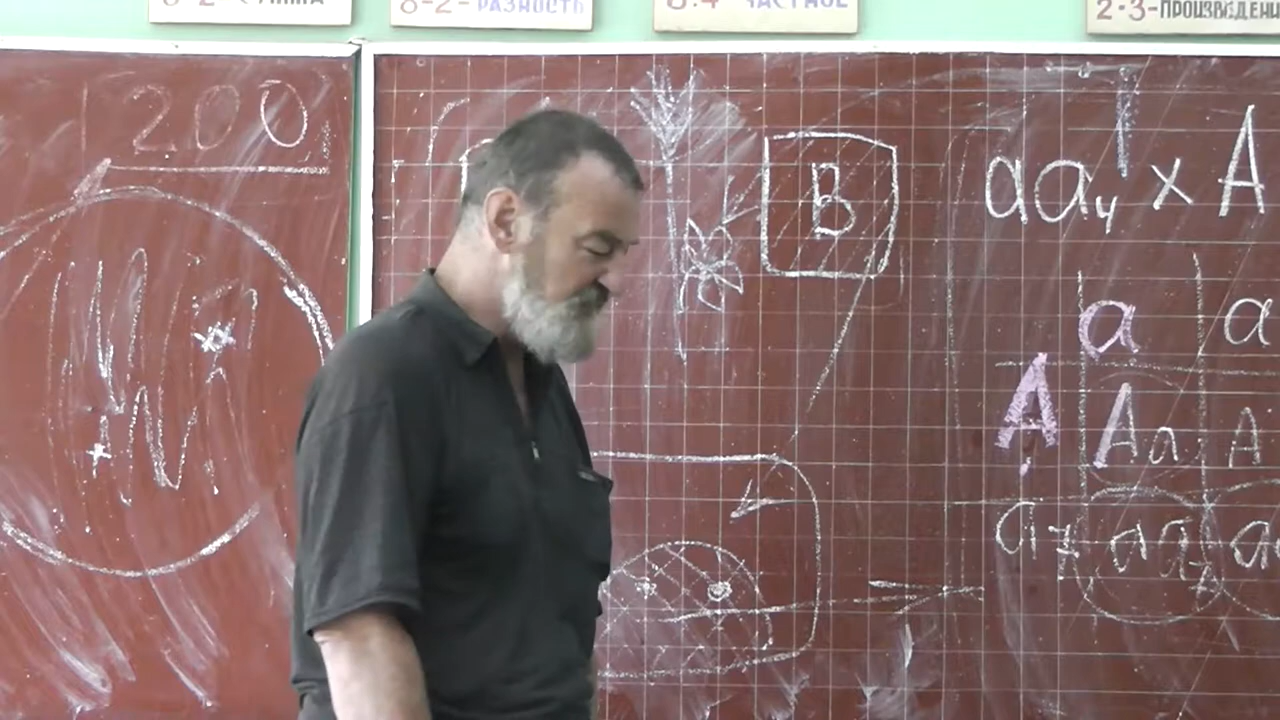 8-2-РАЗНОСТЬ
8:4 ЧАСТНОЕ
2·3-ПРОИЗВЕДЕНИ
200
B
aa × A
a a
A Aa A
a aa a